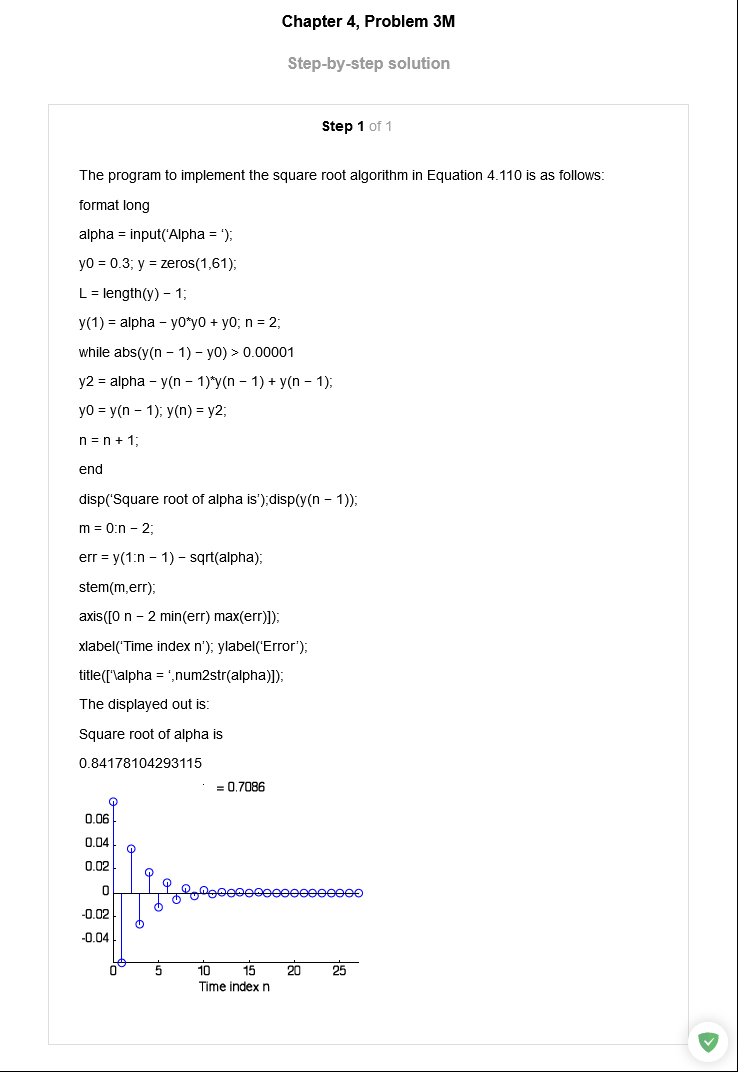 Chapter 4, Problem 3M
Step-by-step solution
Step 1 of 1
The program to implement the square root algorithm in Equation 4.110 is as follows:
format long
alpha = input(‘Alpha = ‘);
y0 = 0.3; y = zeros(1,61);
L = length(y) − 1;
y(1) = alpha − y0*y0 + y0; n = 2;
while abs(y(n − 1) − y0) > 0.00001
y2 = alpha − y(n − 1)*y(n − 1) + y(n − 1);
y0 = y(n − 1); y(n) = y2;
n = n + 1;
end
disp(‘Square root of alpha is’);disp(y(n − 1));
m = 0:n − 2;
err = y(1:n − 1) − sqrt(alpha);
stem(m,err);
axis([0 n − 2 min(err) max(err)]);
xlabel(‘Time index n’); ylabel(‘Error’);
title([‘\alpha = ‘,num2str(alpha)]);
The displayed out is:
Square root of alpha is
0.84178104293115
= 0.7086
0.06
0.04
0.02
0
-0.02
-0.04
0 5 10 15 20 25
Time index n